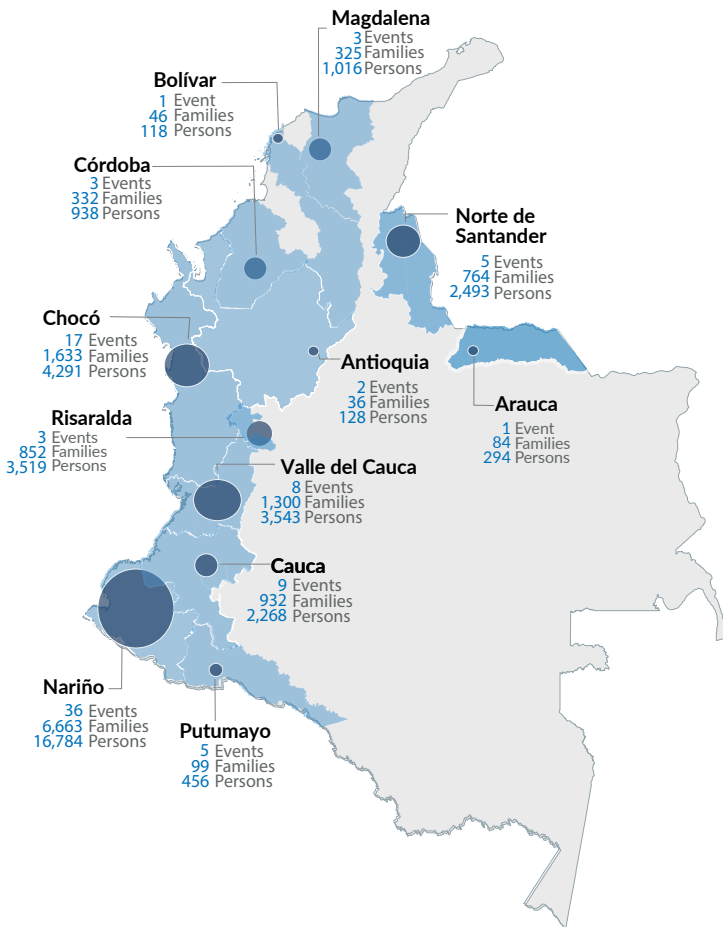 Magdalena
3 Events
325 Families
1,016 Persons
Bolívar
1 Event
46 Families
118 Persons
Córdoba
3 Events
332 Families
938 Persons
Norte de
Santander
5 Events
764 Families
2,493 Persons
Chocó
17 Events
1,633 Families
4,291 Persons
Antioquia
2 Events
36 Families
128 Persons
Arauca
1 Event
84 Families
294 Persons
Risaralda
3 Events
852 Families
3,519 Persons
Valle del Cauca
8 Events
1,300 Families
3,543 Persons
Cauca
9 Events
932 Families
2,268 Persons
Nariño
36 Events
6,663 Families
16,784 Persons
Putumayo
5 Events
99 Families
456 Persons